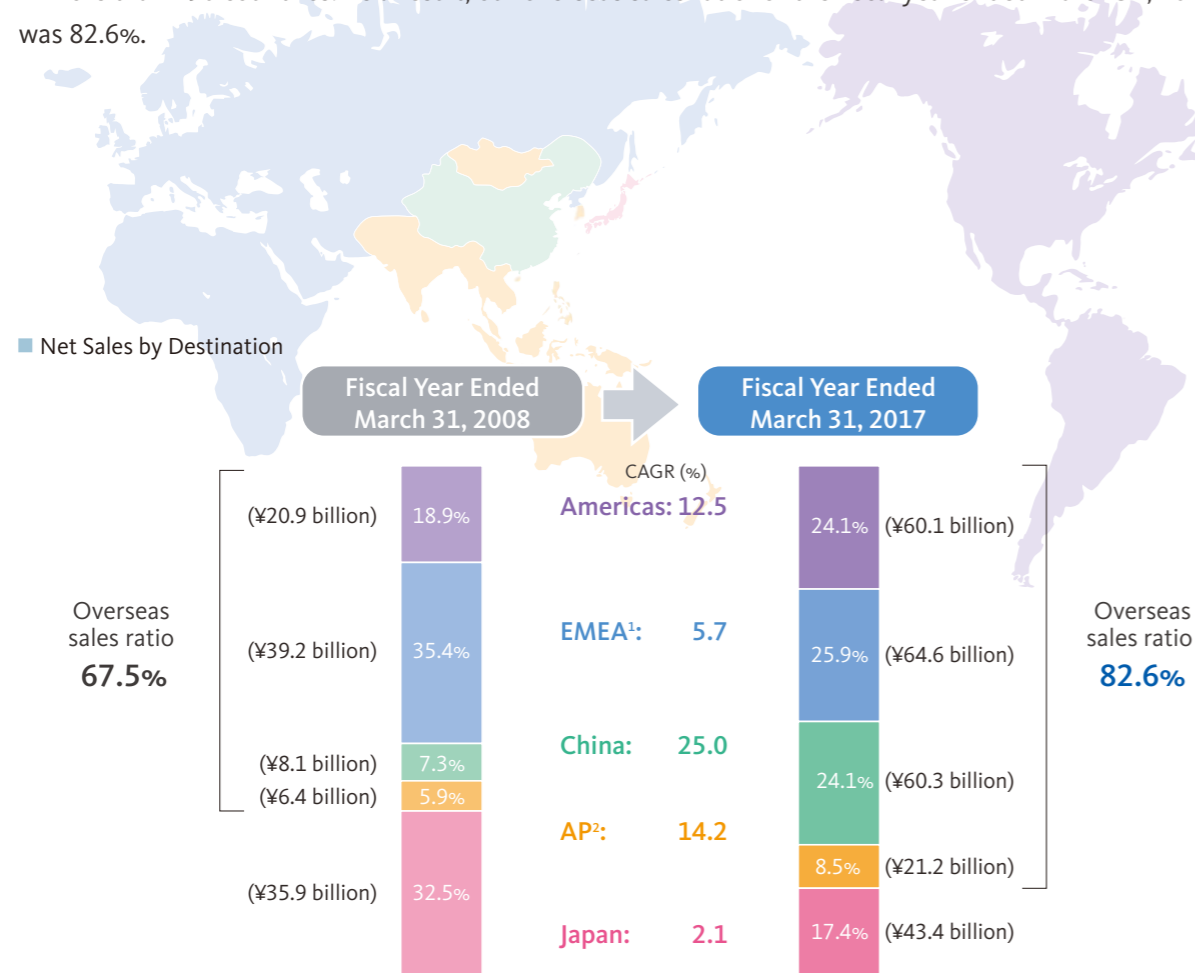 was 82.6%.
Net Sales by Destination
Fiscal Year Ended
March 31, 2008
Fiscal Year Ended
March 31, 2017
CAGR (%)
Overseas
sales ratio
67.5%
(¥20.9 billion) 18.9%
(¥39.2 billion) 35.4%
(¥8.1 billion) 7.3%
(¥6.4 billion) 5.9%
(¥35.9 billion) 32.5%
Americas: 12.5
EMEA¹: 5.7
China: 25.0
AP²: 14.2
Japan: 2.1
24.1% (¥60.1 billion)
25.9% (¥64.6 billion)
24.1% (¥60.3 billion)
8.5% (¥21.2 billion)
17.4% (¥43.4 billion)
Overseas
sales ratio
82.6%